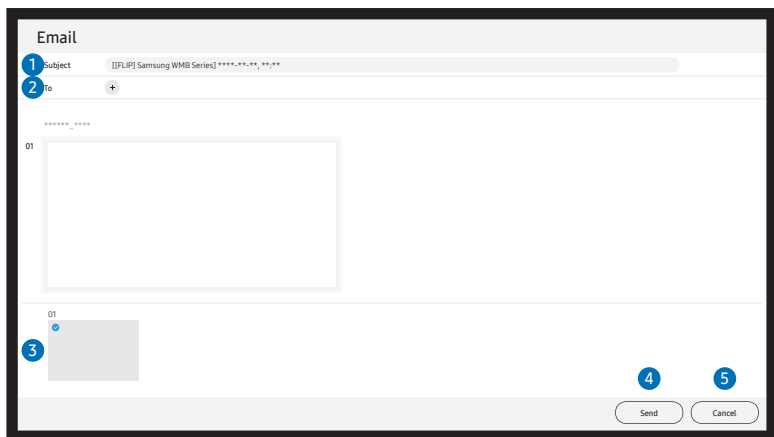 Email
1 Subject [[FLIP] Samsung WMB Series] ****-**-**, **:**
2 To +
******_****
01
01
3
4 5
Send Cancel